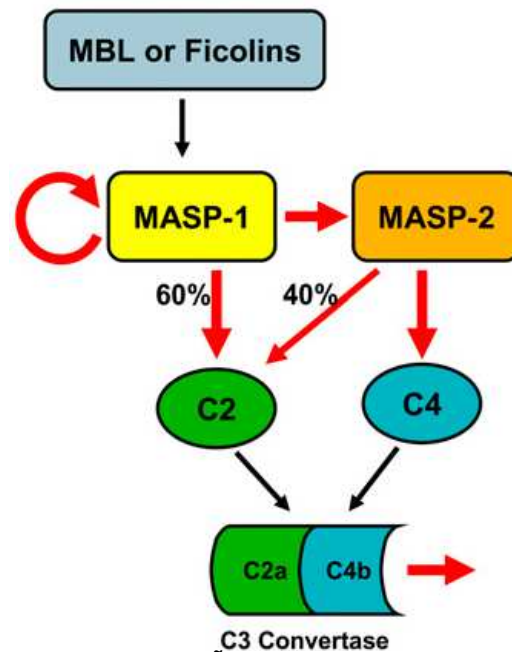 MBL or Ficolins
MASP-1
MASP-2
60%
40%
C2
C4
C2a
C4b
C3 Convertase